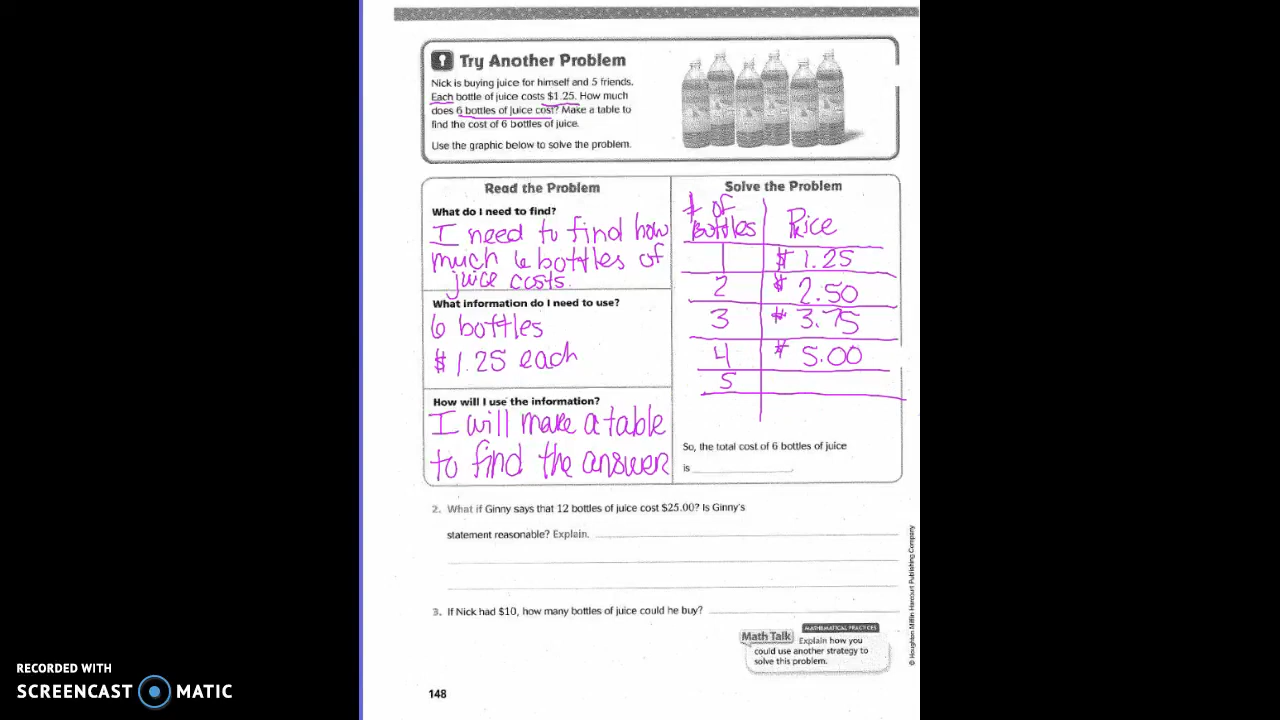 Try Another Problem
Nick is buying juice for himself and 5 friends.
Each bottle of juice costs $1.25. How much
does 6 bottles of juice cost? Make a table to
find the cost of 6 bottles of juice.
Use the graphic below to solve the problem.
Read the Problem
What do I need to find?
I need to find how
much 6 bottles of
juice costs.
What information do I need to use?
6 bottles
$1.25 each
How will I use the information?
I will make a table
to find the answer
Solve the Problem
# of
Bottles Price
1 $1.25
2 $2.50
3 $3.75
4 $5.00
5
So, the total cost of 6 bottles of juice
is
2. What if Ginny says that 12 bottles of juice cost $25.00? Is Ginny's
statement reasonable? Explain.
3. If Nick had $10, how many bottles of juice could he buy?
Math Talk
MATHEMATICAL PRACTICES
Explain how you
could use another strategy to
solve this problem.
© Houghton Mifflin Harcourt Publishing Company
148
RECORDED WITH
SCREENCAST MATIC